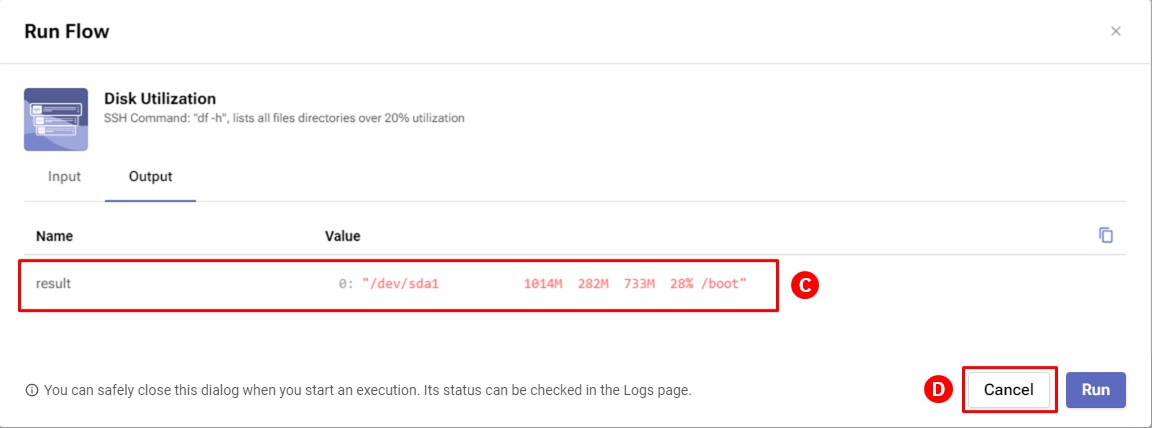 Run Flow
Disk Utilization
SSH Command: "df -h", lists all files directories over 20% utilization
Input Output
Name Value
result 0: "/dev/sda1 1014M 282M 733M 28% /boot"
C
You can safely close this dialog when you start an execution. Its status can be checked in the Logs page.
D
Cancel Run